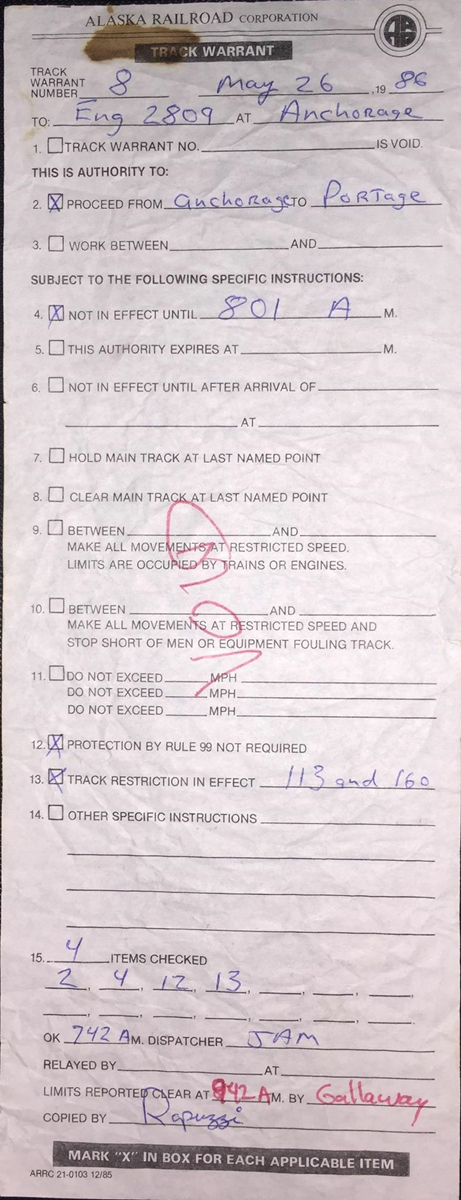 ALASKA RAILROAD CORPORATION
TRACK WARRANT
TRACK WARRANT NUMBER 8 May 26, 19 86
TO: Eng 2809 AT Anchorage
1. TRACK WARRANT NO. IS VOID.
THIS IS AUTHORITY TO:
2. X PROCEED FROM Anchorage TO Portage
3. WORK BETWEEN AND
SUBJECT TO THE FOLLOWING SPECIFIC INSTRUCTIONS:
4. X NOT IN EFFECT UNTIL 801 A M.
5. THIS AUTHORITY EXPIRES AT M.
6. NOT IN EFFECT UNTIL AFTER ARRIVAL OF
AT
7. HOLD MAIN TRACK AT LAST NAMED POINT
8. CLEAR MAIN TRACK AT LAST NAMED POINT
9. BETWEEN AND
MAKE ALL MOVEMENTS AT RESTRICTED SPEED.
LIMITS ARE OCCUPIED BY TRAINS OR ENGINES.
10. BETWEEN AND
MAKE ALL MOVEMENTS AT RESTRICTED SPEED AND
STOP SHORT OF MEN OR EQUIPMENT FOULING TRACK.
11. DO NOT EXCEED MPH
DO NOT EXCEED MPH
DO NOT EXCEED MPH
12. X PROTECTION BY RULE 99 NOT REQUIRED
13. X TRACK RESTRICTION IN EFFECT 113 and 160
14. OTHER SPECIFIC INSTRUCTIONS
15. 4 ITEMS CHECKED
2, 4, 12, 13, , , ,
OK 742 A M. DISPATCHER JAM
RELAYED BY AT
LIMITS REPORTED CLEAR AT 942 A M. BY Gallaway
COPIED BY Rapuzzi
MARK "X" IN BOX FOR EACH APPLICABLE ITEM
ARRC 21-0103 12/85
VOID